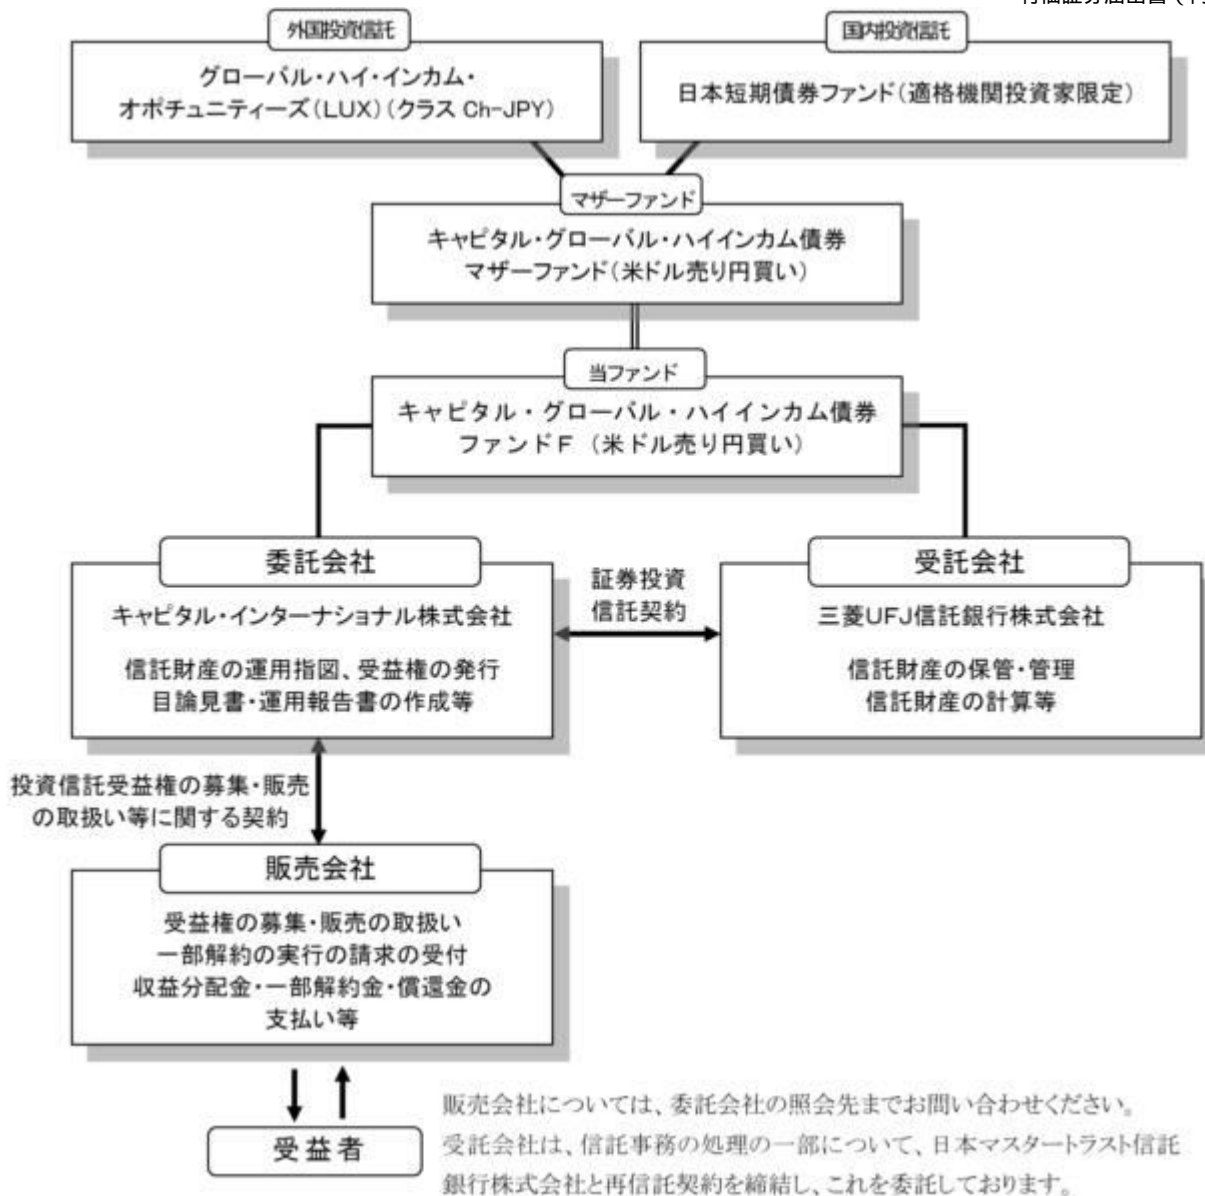 外国投資信託
グローバル・ハイ・インカム・
オポチュニティーズ(LUX)(クラス Ch-JPY)
国内投資信託
日本短期債券ファンド(適格機関投資家限定)
マザーファンド
キャピタル・グローバル・ハイインカム債券
マザーファンド(米ドル売り円買い)
当ファンド
キャピタル・グローバル・ハイインカム債券
ファンドF (米ドル売り円買い)
委託会社
キャピタル・インターナショナル株式会社
信託財産の運用指図、受益権の発行
目論見書・運用報告書の作成等
証券投資
信託契約
受託会社
三菱UFJ信託銀行株式会社
信託財産の保管・管理
信託財産の計算等
投資信託受益権の募集・販売
の取扱い等に関する契約
販売会社
受益権の募集・販売の取扱い
一部解約の実行の請求の受付
収益分配金・一部解約金・償還金の
支払い等
受益者
販売会社については、委託会社の照会先までお問い合わせください。
受託会社は、信託事務の処理の一部について、日本マスタートラスト信託
銀行株式会社と再信託契約を締結し、これを委託しております。